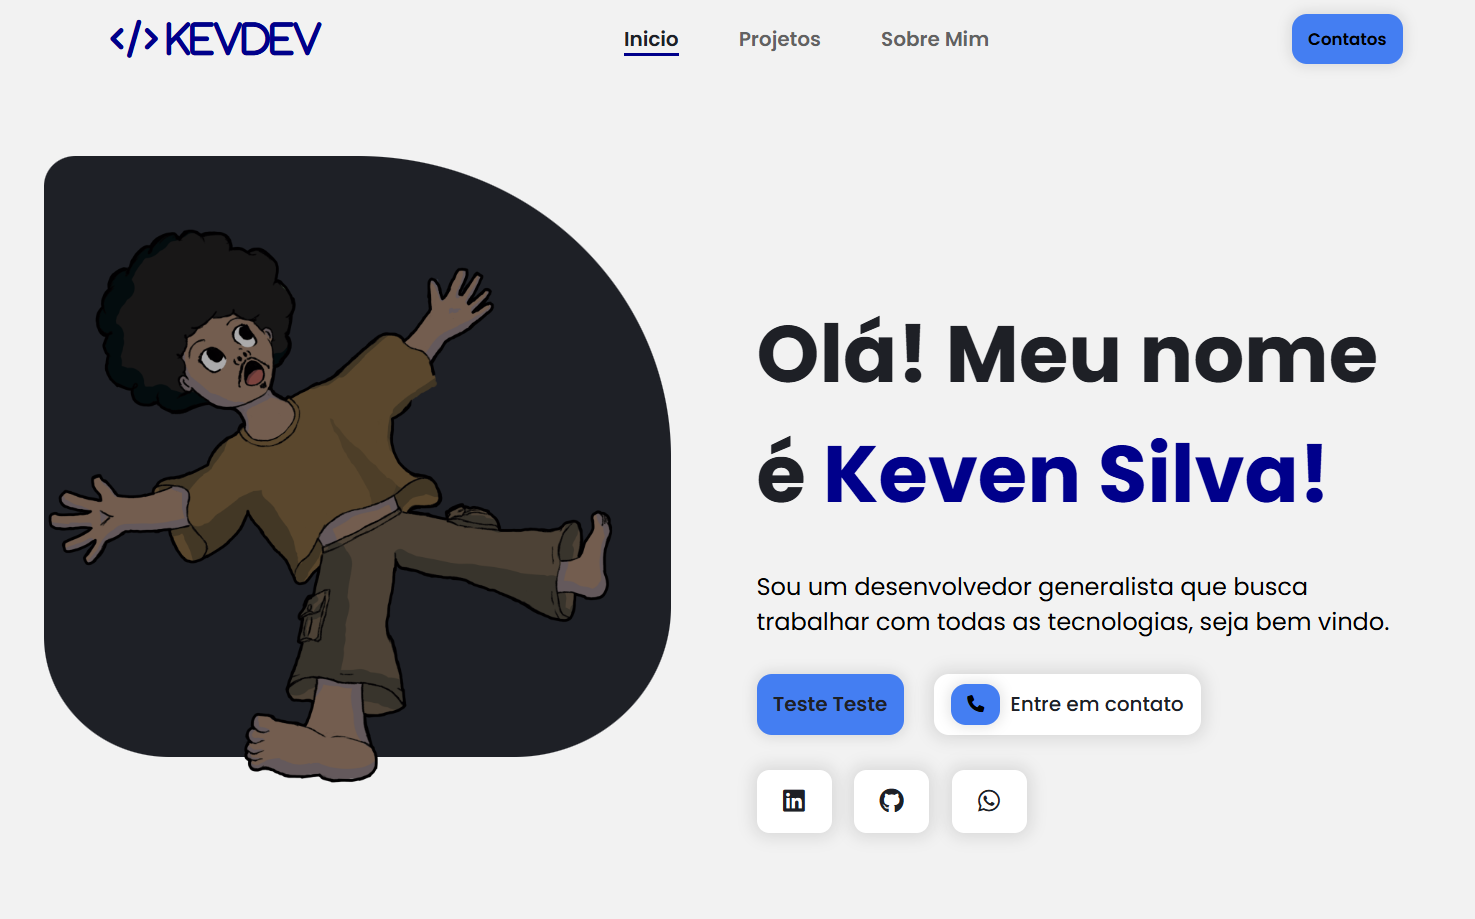 </> KEVDEV
Inicio
Projetos
Sobre Mim
Contatos
Olá! Meu nome
é Keven Silva!
Sou um desenvolvedor generalista que busca
trabalhar com todas as tecnologias, seja bem vindo.
Teste Teste
Entre em contato